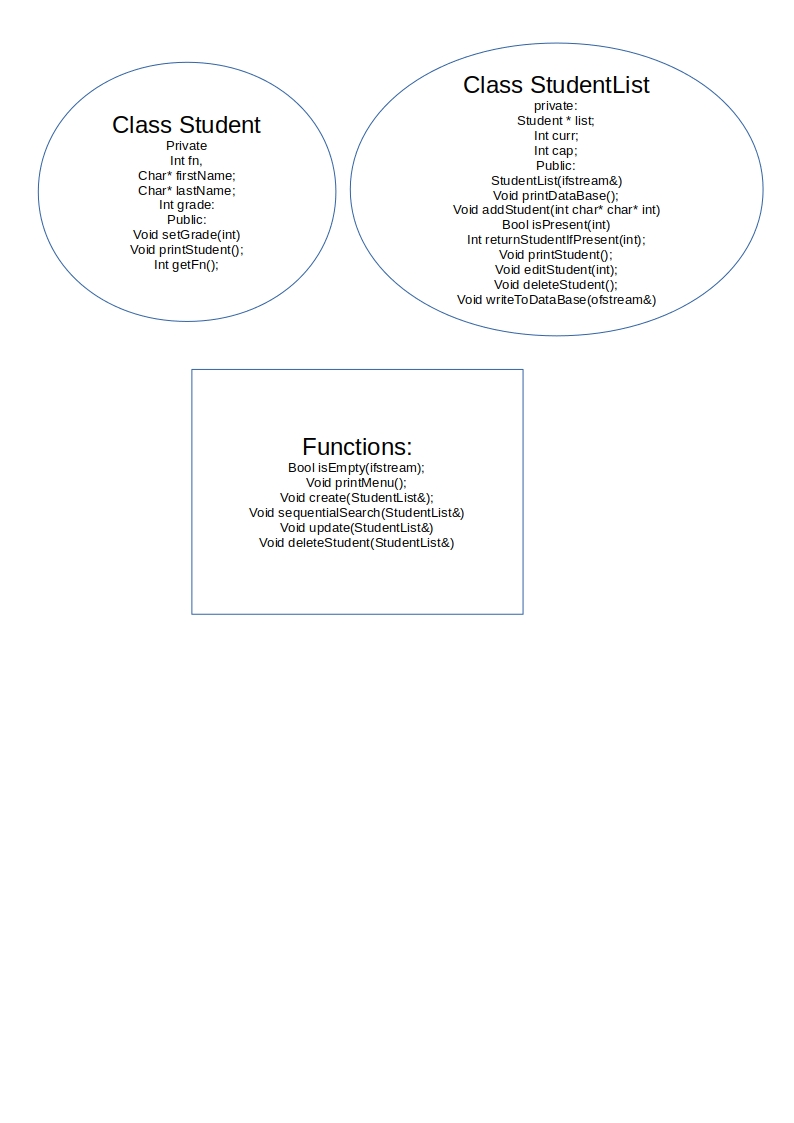 Class Student
Private
Int fn,
Char* firstName;
Char* lastName;
Int grade:
Public:
Void setGrade(int)
Void printStudent();
Int getFn();
Class StudentList
private:
Student * list;
Int curr;
Int cap;
Public:
StudentList(ifstream&)
Void printDataBase();
Void addStudent(int char* char* int)
Bool isPresent(int)
Int returnStudentIfPresent(int);
Void printStudent();
Void editStudent(int);
Void deleteStudent();
Void writeToDataBase(ofstream&)
Functions:
Bool isEmpty(ifstream);
Void printMenu();
Void create(StudentList&);
Void sequentialSearch(StudentList&)
Void update(StudentList&)
Void deleteStudent(StudentList&)